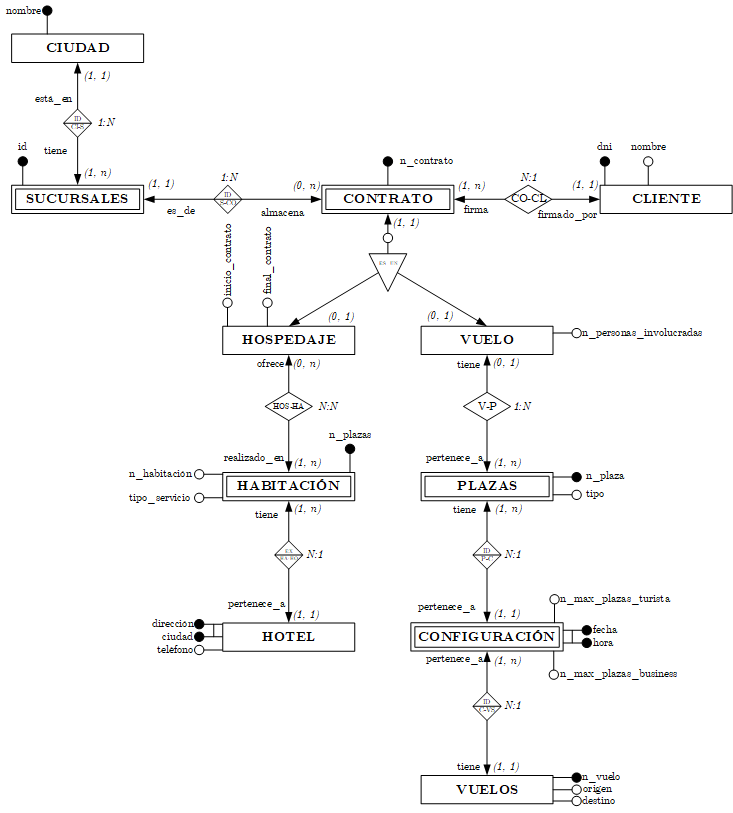 nombre
CIUDAD
(1, 1)
está_en
ID
CI-S
1:N
tiene
id
(1, n)
SUCURSALES
(1, 1)
es_de
1:N
ID
S-CO
(0, n)
almacena
n_contrato
CONTRATO
(1, n)
firma
N:1
CO-CL
(1, 1)
firmado_por
dni
nombre
CLIENTE
(1, 1)
inicio_contrato
final_contrato
(0, 1)
(0, 1)
HOSPEDAJE
VUELO
n_personas_involucradas
ofrece
(0, n)
tiene
(0, 1)
HOS-HA
N:N
V-P
1:N
n_plazas
realizado_en
(1, n)
pertenece_a
(1, n)
n_habitación
tipo_servicio
HABITACIÓN
PLAZAS
n_plaza
tipo
tiene
(1, n)
tiene
(1, n)
EX
HA-HO
N:1
ID
P-C
N:1
pertenece_a
(1, 1)
pertenece_a
(1, 1)
n_max_plazas_turista
dirección
ciudad
teléfono
HOTEL
CONFIGURACIÓN
fecha
hora
pertenece_a
(1, n)
n_max_plazas_business
ID
C-VS
N:1
tiene
(1, 1)
VUELOS
n_vuelo
origen
destino